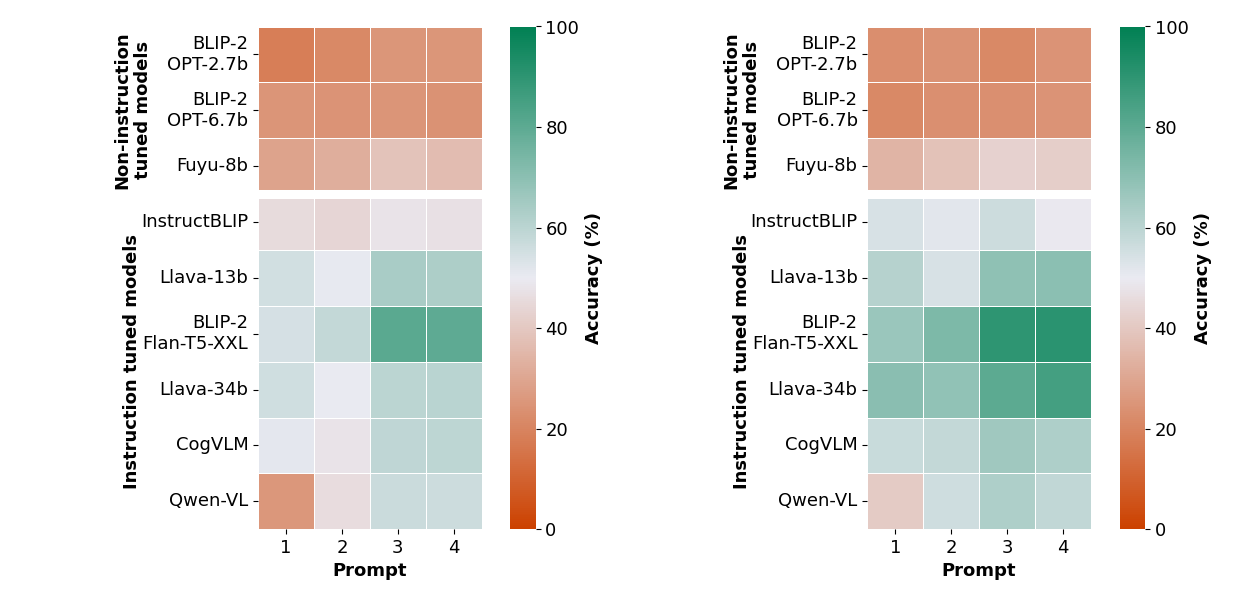 Non-instruction
tuned models
BLIP-2
OPT-2.7b
BLIP-2
OPT-6.7b
Fuyu-8b
Instruction tuned models
InstructBLIP
Llava-13b
BLIP-2
Flan-T5-XXL
Llava-34b
CogVLM
Qwen-VL
1 2 3 4
Prompt
100
80
60
40
20
0
Accuracy (%)
Non-instruction
tuned models
BLIP-2
OPT-2.7b
BLIP-2
OPT-6.7b
Fuyu-8b
Instruction tuned models
InstructBLIP
Llava-13b
BLIP-2
Flan-T5-XXL
Llava-34b
CogVLM
Qwen-VL
1 2 3 4
Prompt
100
80
60
40
20
0
Accuracy (%)